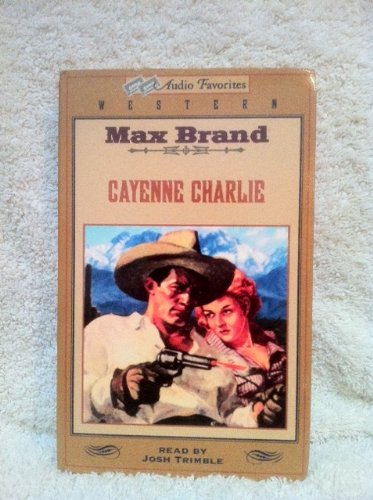 Audio Favorites
WESTERN
Max Brand
CAYENNE CHARLIE
READ BY
JOSH TRIMBLE